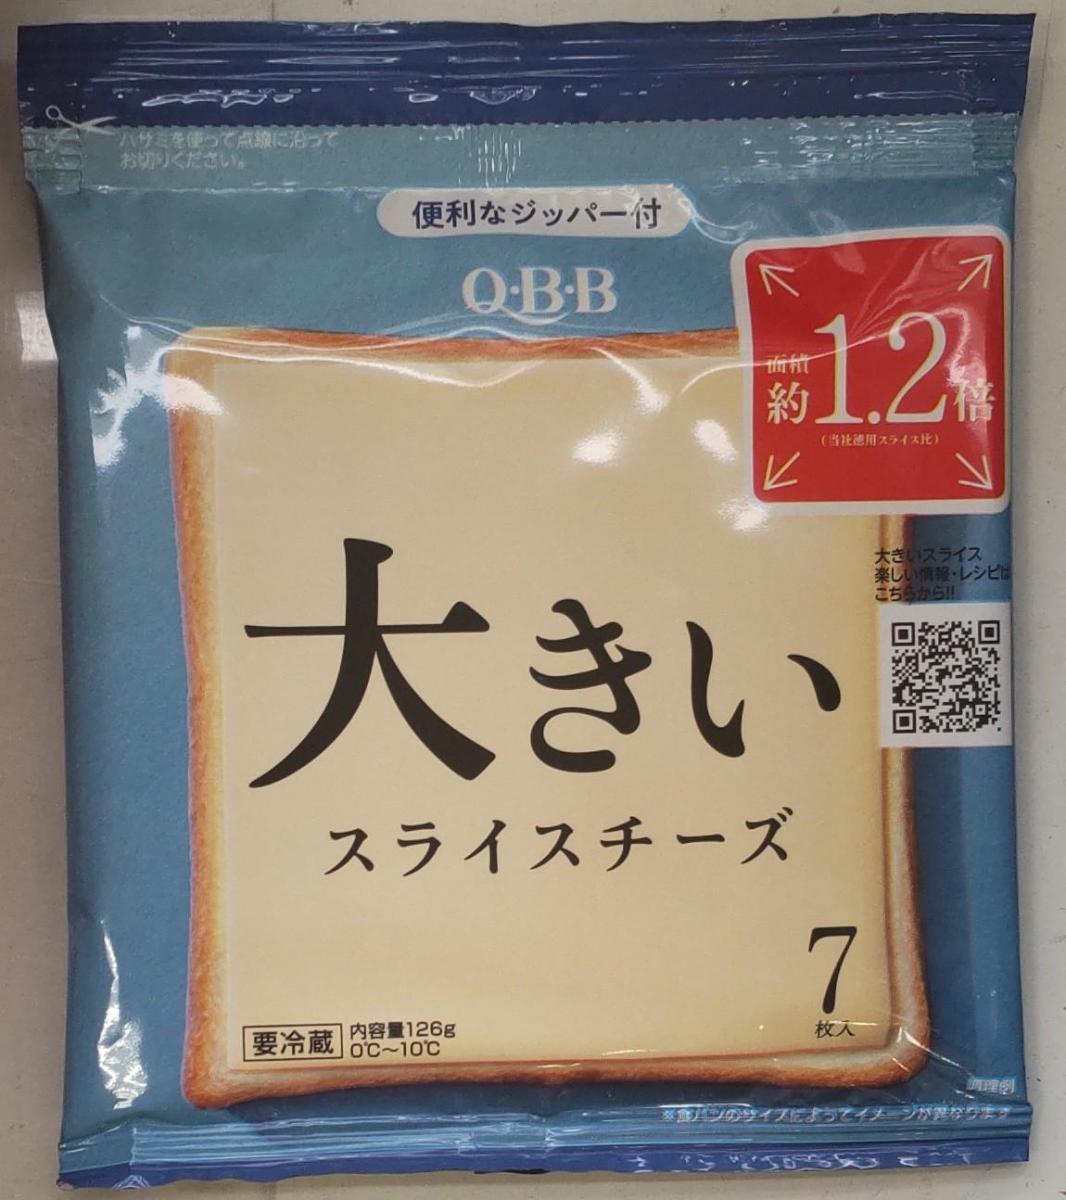 ハサミを使って点線に沿って
お切りください。
便利なジッパー付
Q・B・B
面積
約1.2倍
(当社徳用スライス比)
大きいスライス
楽しい情報・レシピは
こちらから!!
大きい
スライスチーズ
7
枚入
要冷蔵
内容量126g
0℃～10℃
調理例
※食パンのサイズによってイメージが異なります